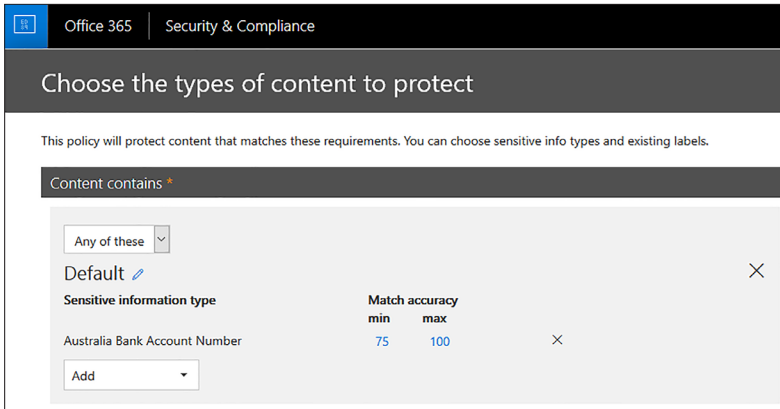 Office 365 Security & Compliance
Choose the types of content to protect
This policy will protect content that matches these requirements. You can choose sensitive info types and existing labels.
Content contains *
Any of these
Default
Sensitive information type Match accuracy
min max
Australia Bank Account Number 75 100
Add